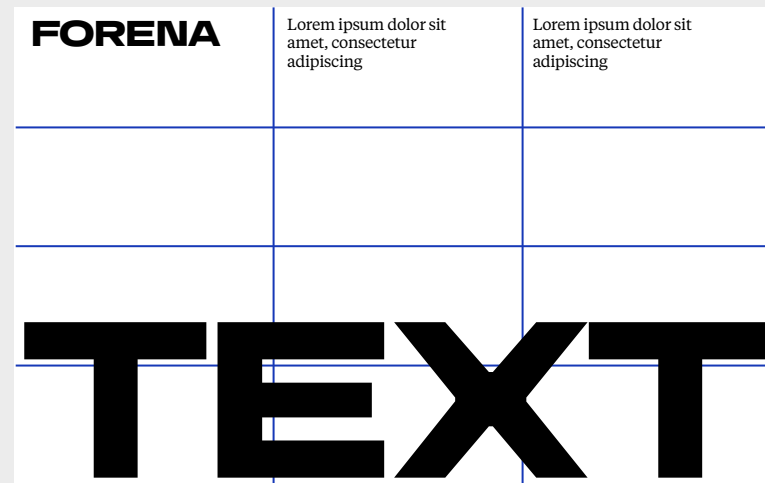 FORENA
Lorem ipsum dolor sit
amet, consectetur
adipiscing
Lorem ipsum dolor sit
amet, consectetur
adipiscing
TEXT